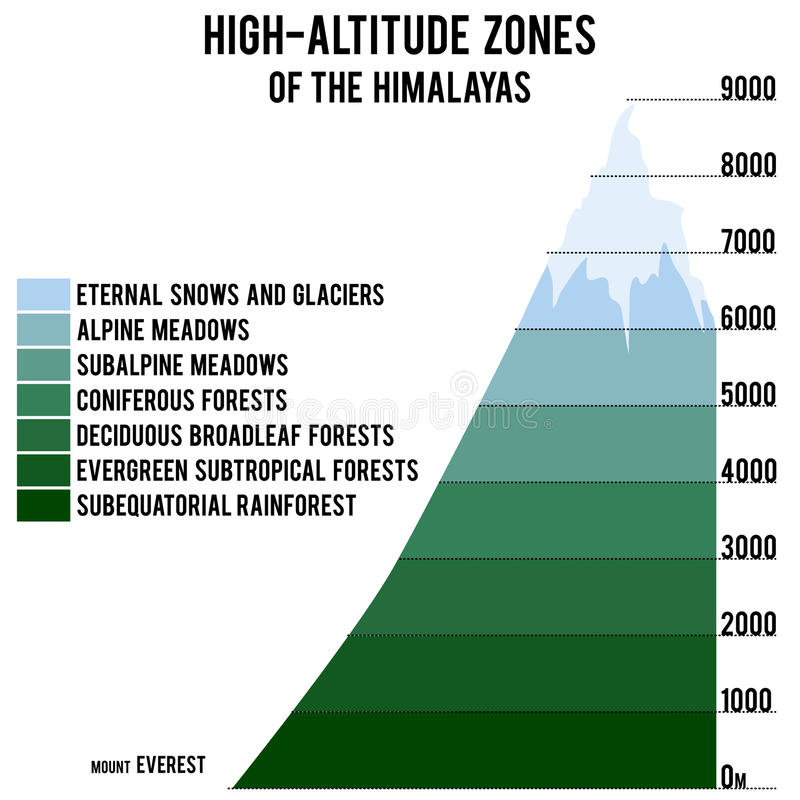 HIGH-ALTITUDE ZONES
OF THE HIMALAYAS
9000
8000
7000
6000
5000
4000
3000
2000
1000
0M
ETERNAL SNOWS AND GLACIERS
ALPINE MEADOWS
SUBALPINE MEADOWS
CONIFEROUS FORESTS
DECIDUOUS BROADLEAF FORESTS
EVERGREEN SUBTROPICAL FORESTS
SUBEQUATORIAL RAINFOREST
MOUNT EVEREST
dreamstime